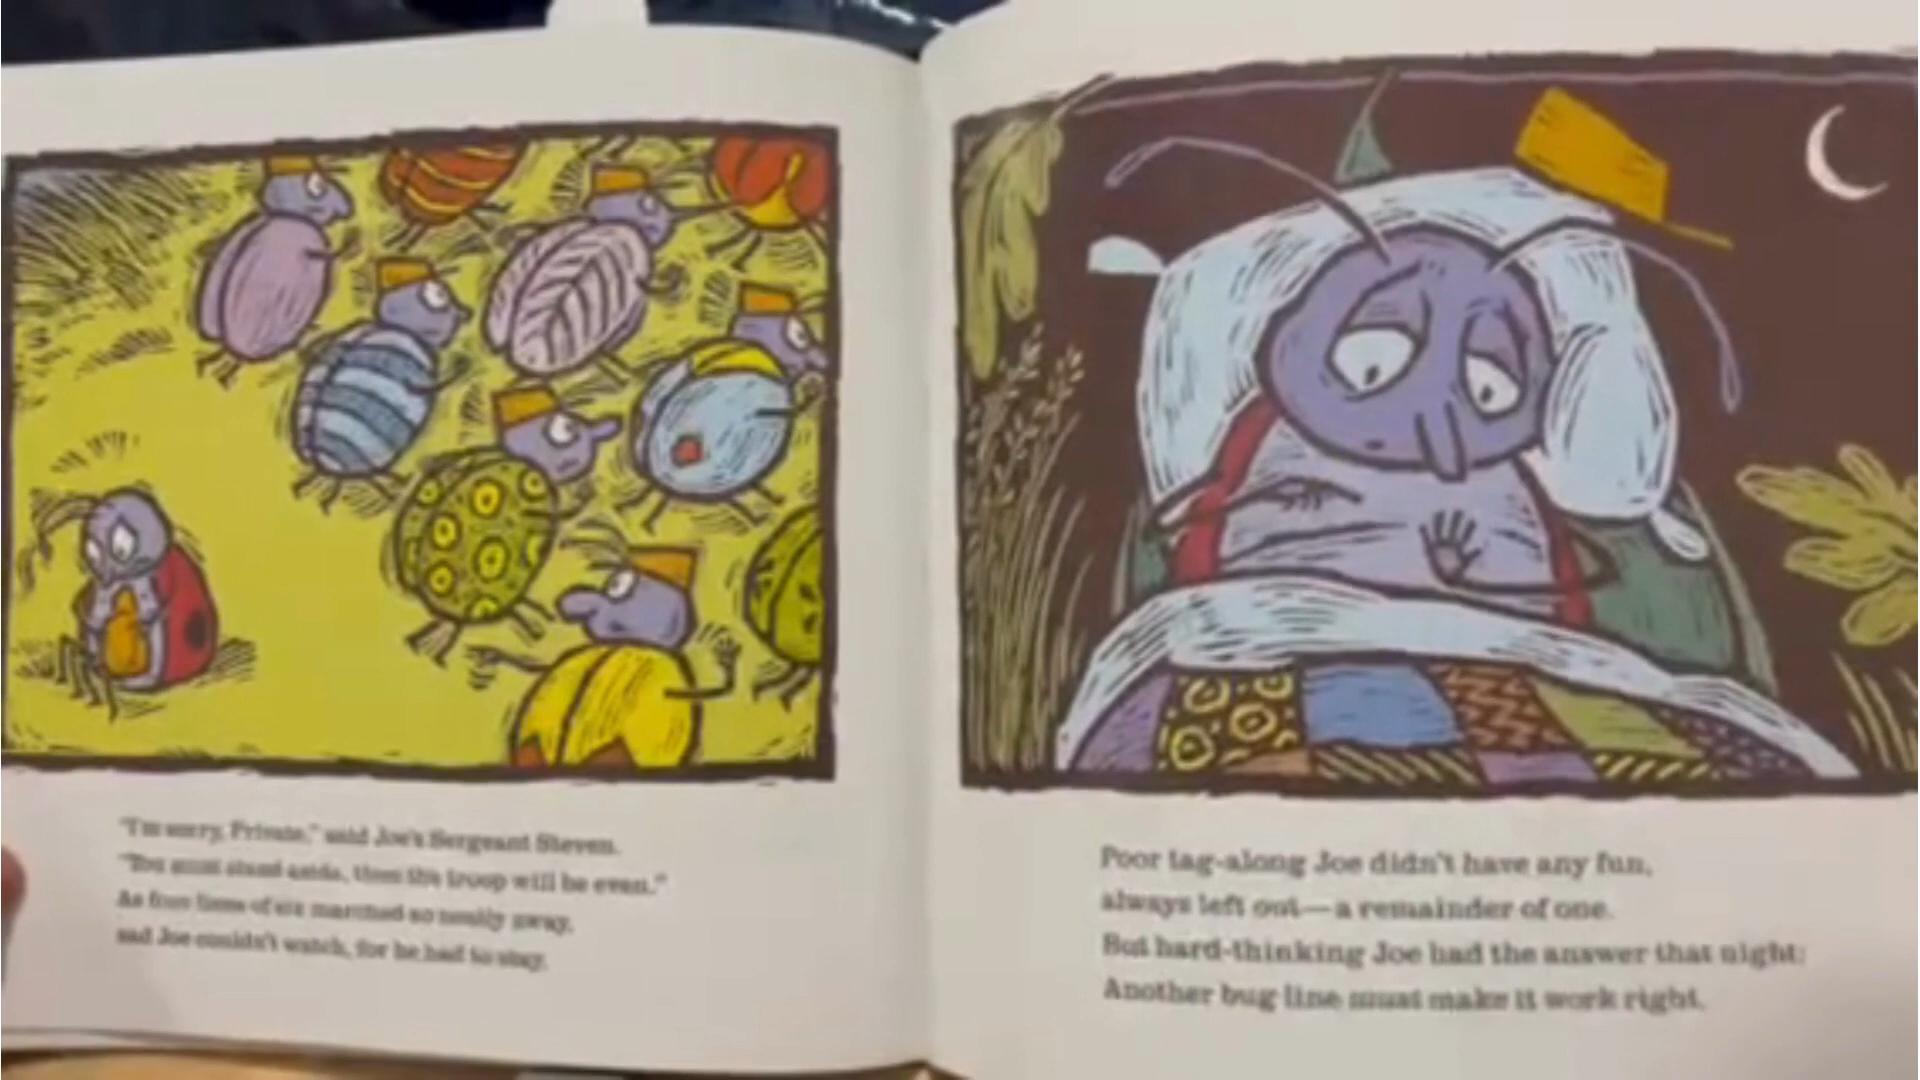 "I'm sorry, Private," said Joe's Sergeant Steven.
"You must stand aside, then the troop will be even."
As four lines of six marched so neatly away,
sad Joe couldn't watch, for he had to stay.
Poor tag-along Joe didn't have any fun,
always left out—a remainder of one.
But hard-thinking Joe had the answer that night:
Another bug line must make it work right.